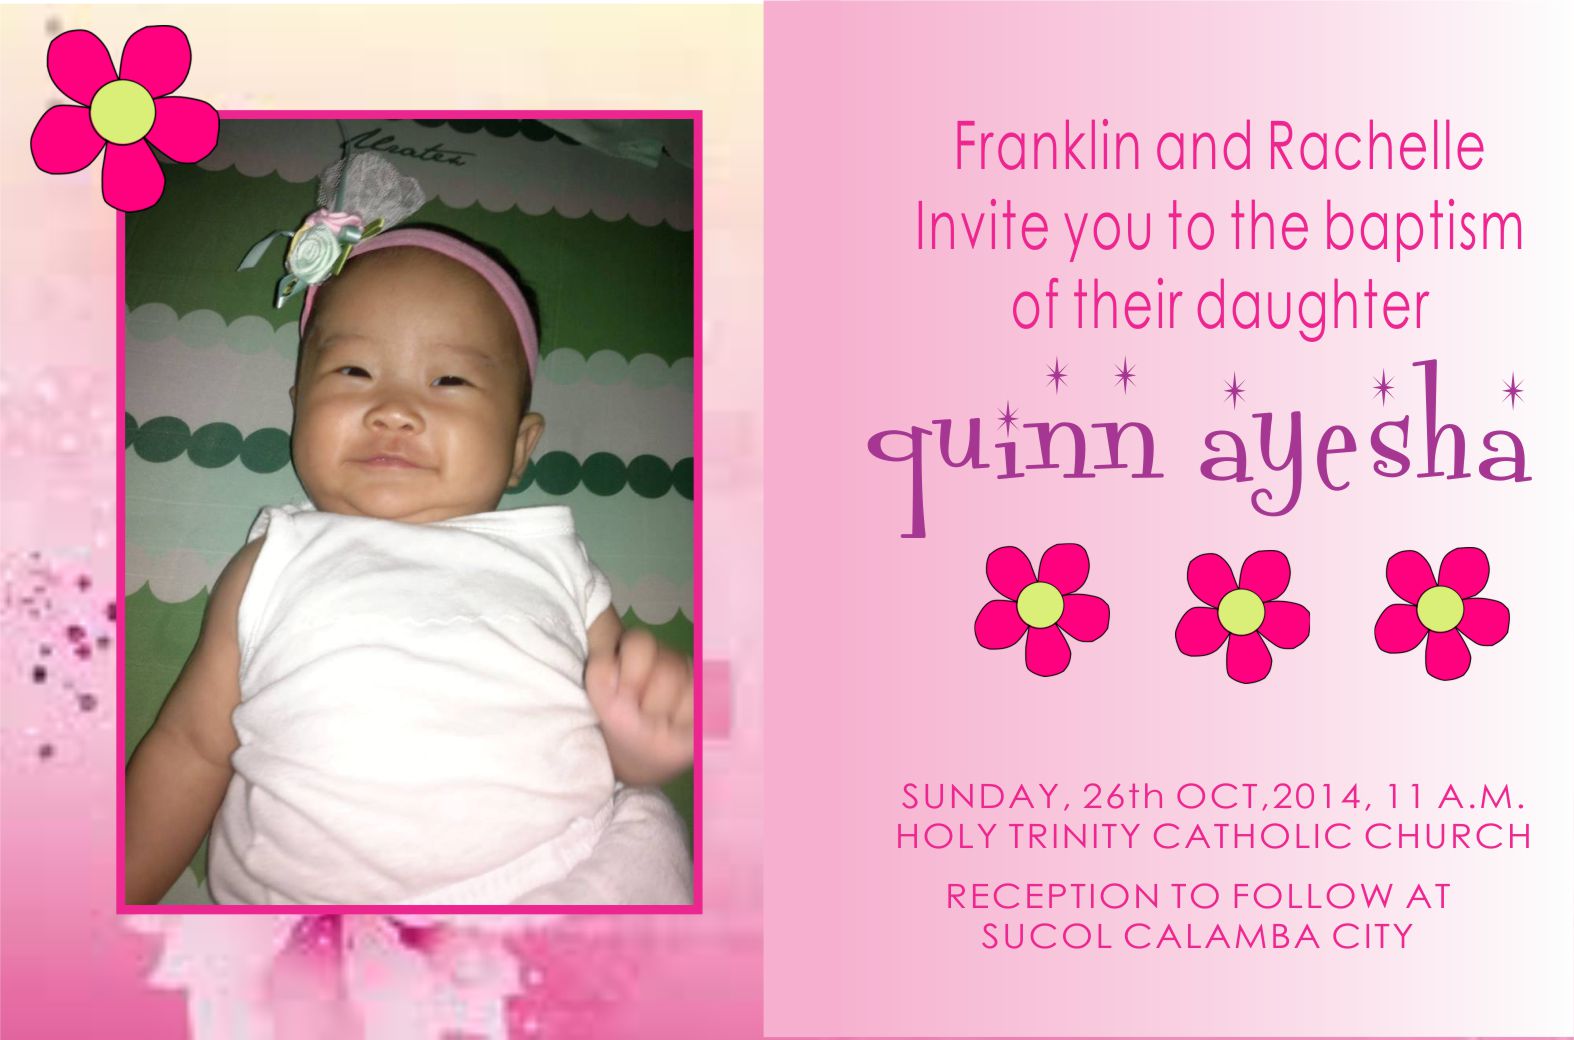 Franklin and Rachelle
Invite you to the baptism
of their daughter
quinn ayesha
SUNDAY, 26th OCT,2014, 11 A.M.
HOLY TRINITY CATHOLIC CHURCH
RECEPTION TO FOLLOW AT
SUCOL CALAMBA CITY